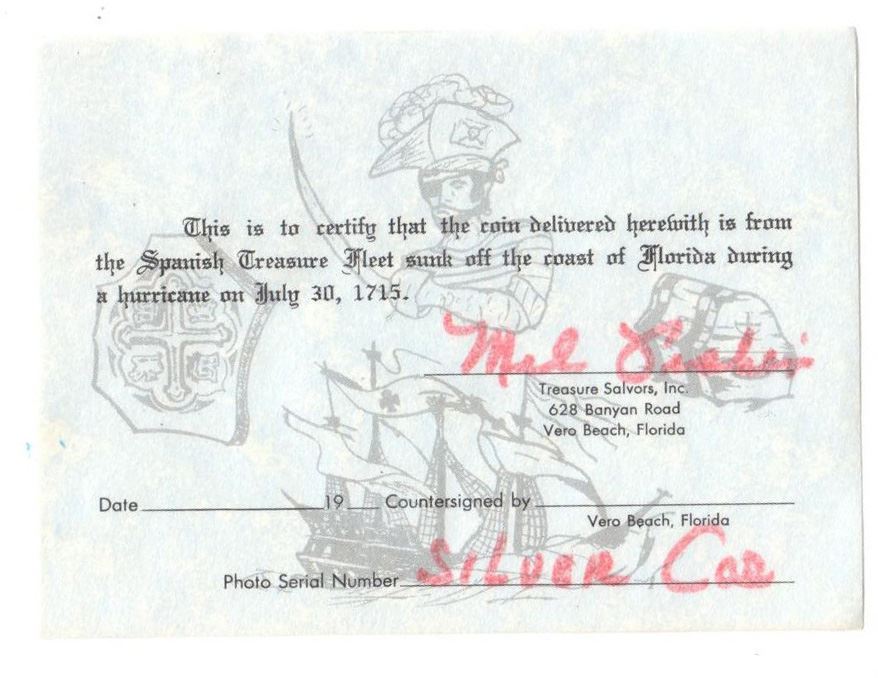 This is to certify that the coin delivered herewith is from
the Spanish Treasure Fleet sunk off the coast of Florida during
a hurricane on July 30, 1715.
Mel Fisher
Treasure Salvors, Inc.
628 Banyan Road
Vero Beach, Florida
Date 19 Countersigned by
Vero Beach, Florida
Photo Serial Number SILVER